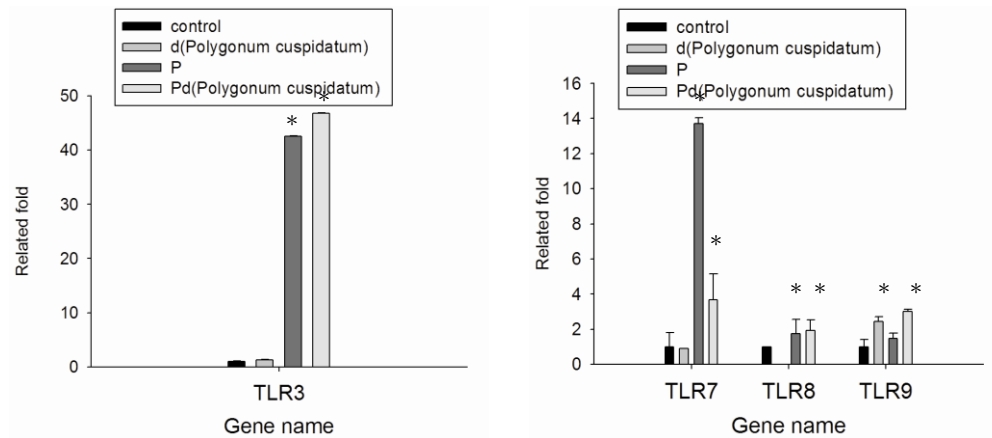 control
d(Polygonum cuspidatum)
P
Pd(Polygonum cuspidatum)
50
40
30
20
10
0
Related fold
* *
TLR3
Gene name
control
d(Polygonum cuspidatum)
P
Pd(Polygonum cuspidatum)
16
14
12
10
8
6
4
2
0
Related fold
*
*
* * * *
TLR7 TLR8 TLR9
Gene name